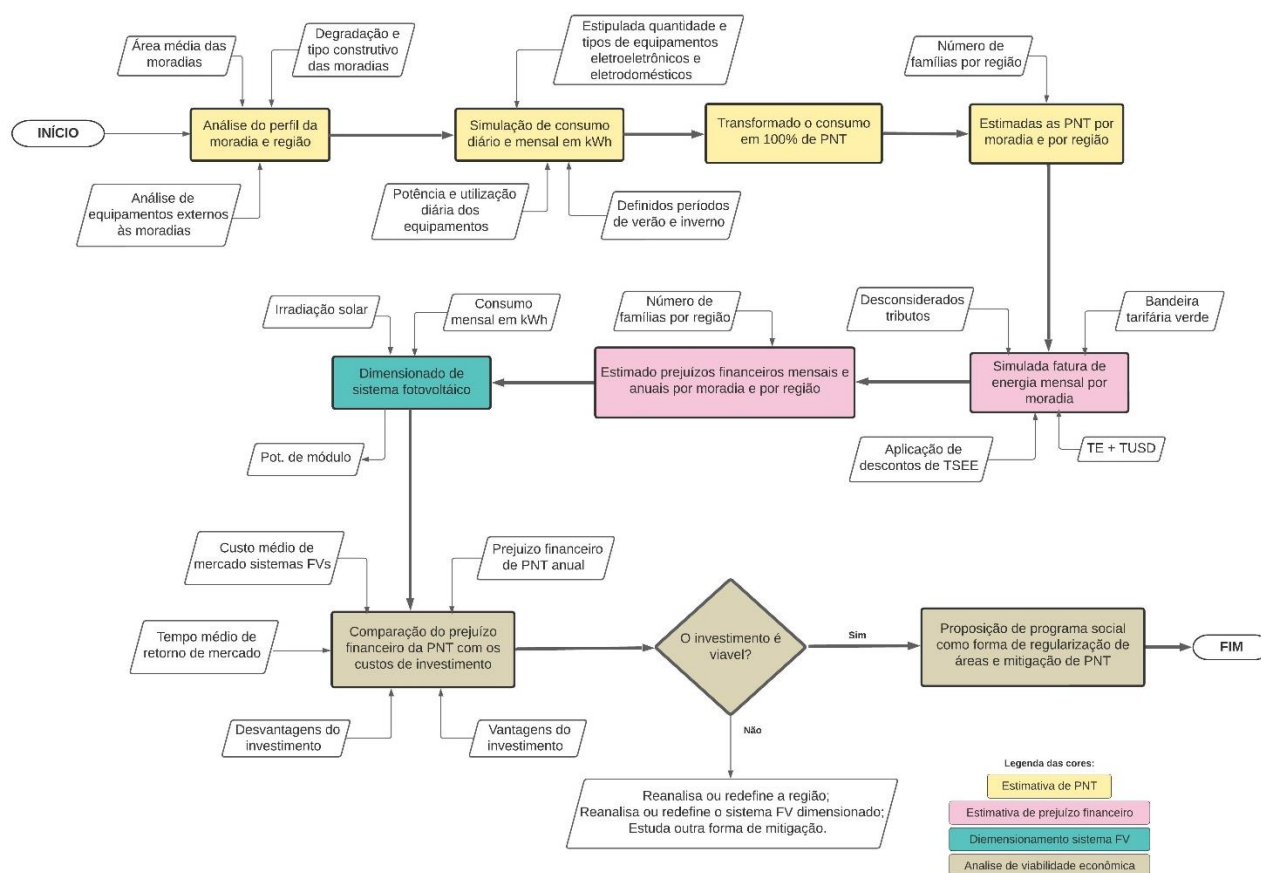 Área média das
moradias
Degradação e
tipo construtivo
das moradias
Estipulada quantidade e
tipos de equipamentos
eletroeletrônicos e
eletrodomésticos
Número de
famílias por região
INÍCIO
Análise do perfil da
moradia e região
Simulação de consumo
diário e mensal em kWh
Transformado o consumo
em 100% de PNT
Estimadas as PNT por
moradia e por região
Análise de
equipamentos externos
às moradias
Potência e utilização
diária dos
equipamentos
Definidos períodos
de verão e inverno
Irradiação solar
Consumo
mensal em kWh
Número de
famílias por região
Desconsiderados
tributos
Bandeira
tarifária verde
Dimensionado de
sistema fotovoltáico
Estimado prejuízos financeiros mensais e
anuais por moradia e por região
Simulada fatura de
energia mensal por
moradia
Pot. de módulo
Aplicação de
descontos de TSEE
TE + TUSD
Custo médio de
mercado sistemas FVs
Prejuizo financeiro
de PNT anual
Tempo médio de
retorno de mercado
Comparação do prejuízo
financeiro da PNT com os
custos de investimento
O investimento é
viavel?
Sim
Proposição de programa social
como forma de regularização de
áreas e mitigação de PNT
FIM
Desvantagens do
investimento
Vantagens do
investimento
Não
Reanalisa ou redefine a região;
Reanalisa ou redefine o sistema FV dimensionado;
Estuda outra forma de mitigação.
Legenda das cores:
Estimativa de PNT
Estimativa de prejuízo financeiro
Diemensionamento sistema FV
Analise de viabilidade econômica